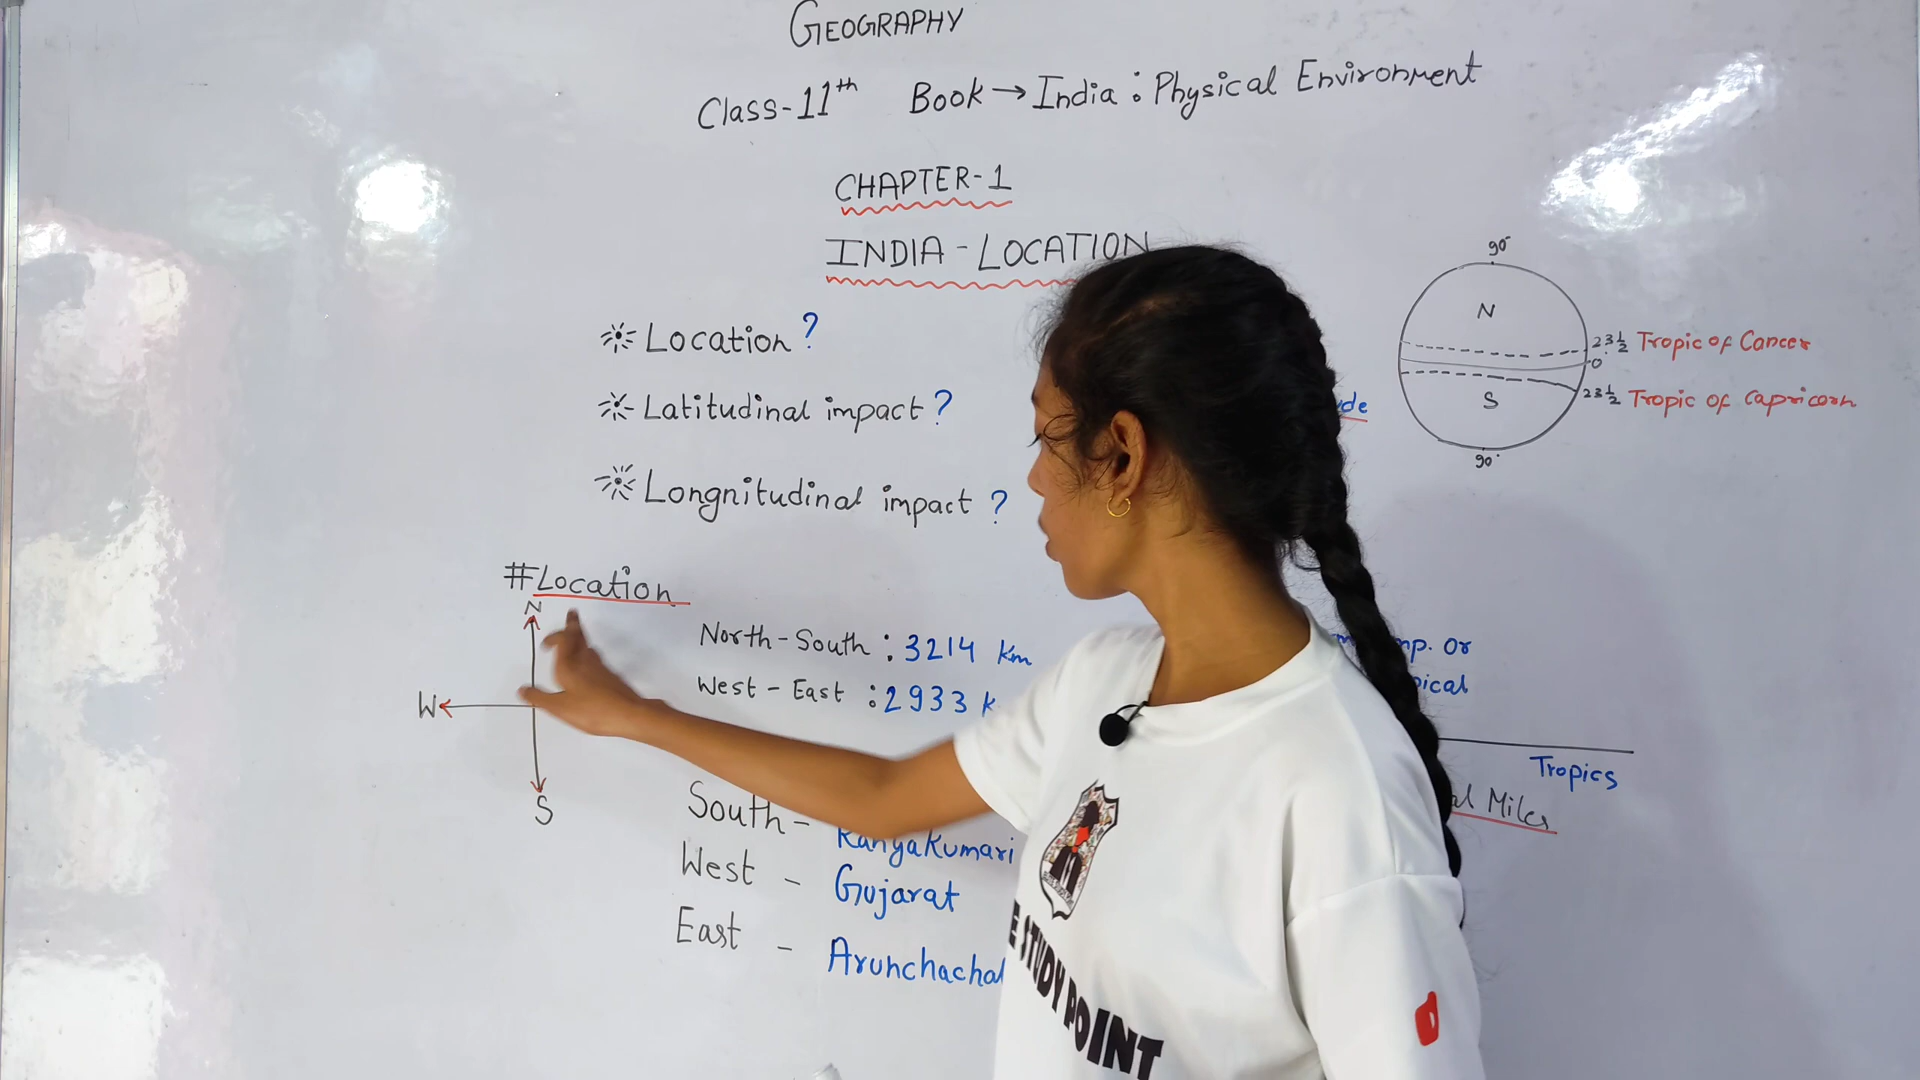 GEOGRAPHY
Class-11th Book → India : Physical Environment
CHAPTER-1
INDIA - LOCATION
Location ?
Latitudinal impact ?
Longnitudinal impact ?
90°
N
23½ Tropic of Cancer
0°
23½ Tropic of Capricorn
S
90°
#Location
N
W
S
North-South : 3214 Km
West-East : 2933 K
South - Kanyakumari
West - Gujarat
East - Arunchachal
mp. Or
pical
Tropics
al Miles
STUDY POINT